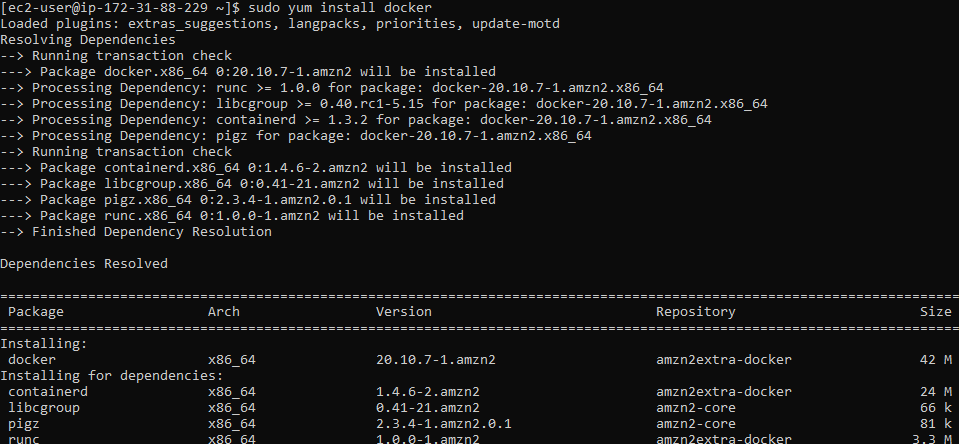 [ec2-user@ip-172-31-88-229 ~]$ sudo yum install docker
Loaded plugins: extras_suggestions, langpacks, priorities, update-motd
Resolving Dependencies
--> Running transaction check
---> Package docker.x86_64 0:20.10.7-1.amzn2 will be installed
--> Processing Dependency: runc >= 1.0.0 for package: docker-20.10.7-1.amzn2.x86_64
--> Processing Dependency: libcgroup >= 0.40.rc1-5.15 for package: docker-20.10.7-1.amzn2.x86_64
--> Processing Dependency: containerd >= 1.3.2 for package: docker-20.10.7-1.amzn2.x86_64
--> Processing Dependency: pigz for package: docker-20.10.7-1.amzn2.x86_64
--> Running transaction check
---> Package containerd.x86_64 0:1.4.6-2.amzn2 will be installed
---> Package libcgroup.x86_64 0:0.41-21.amzn2 will be installed
---> Package pigz.x86_64 0:2.3.4-1.amzn2.0.1 will be installed
---> Package runc.x86_64 0:1.0.0-1.amzn2 will be installed
--> Finished Dependency Resolution

Dependencies Resolved

========================================================================================================================
 Package                  Arch                 Version                            Repository                       Size
========================================================================================================================
Installing:
 docker                   x86_64               20.10.7-1.amzn2                    amzn2extra-docker                42 M
Installing for dependencies:
 containerd               x86_64               1.4.6-2.amzn2                      amzn2extra-docker                24 M
 libcgroup                x86_64               0.41-21.amzn2                      amzn2-core                       66 k
 pigz                     x86_64               2.3.4-1.amzn2.0.1                  amzn2-core                       81 k
 runc                     x86_64               1.0.0-1.amzn2                      amzn2extra-docker               3.3 M